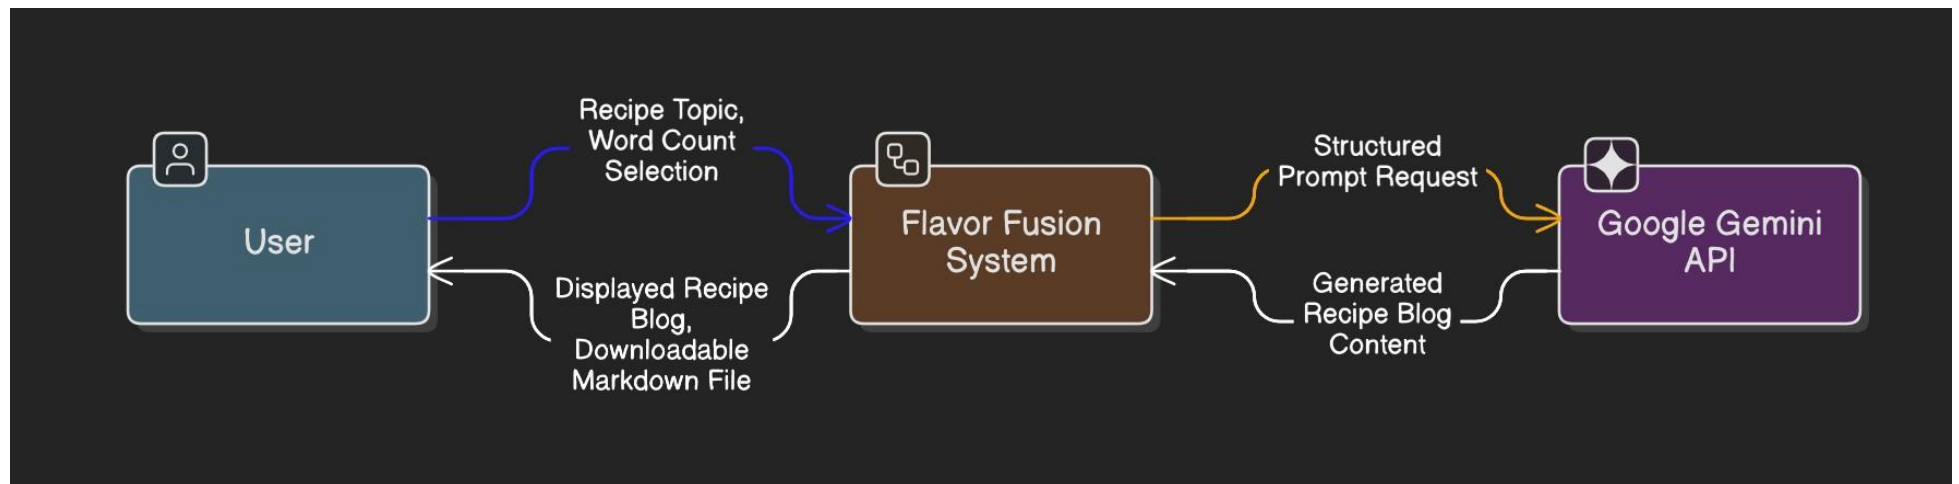 Recipe Topic,
Word Count
Selection
Structured
Prompt Request
User
Flavor Fusion
System
Google Gemini
API
Displayed Recipe
Blog,
Downloadable
Markdown File
Generated
Recipe Blog
Content